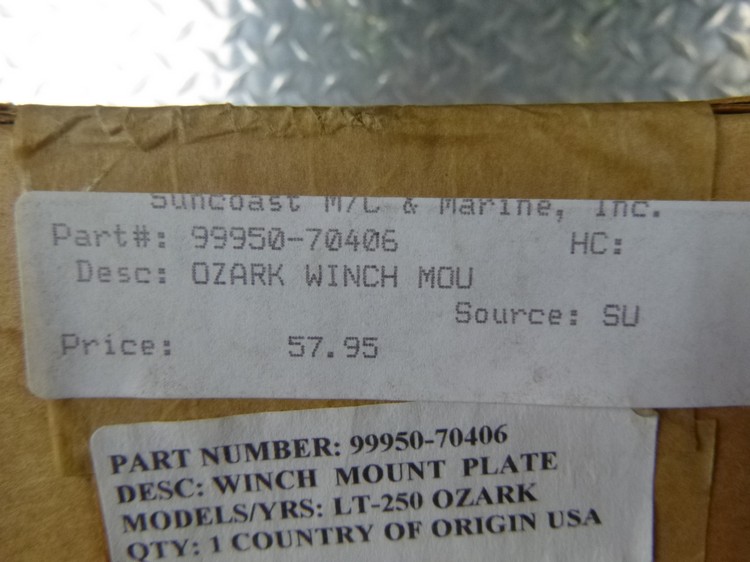 Suncoast M/C & Marine, Inc.
Part#: 99950-70406 HC:
Desc: OZARK WINCH MOU
Source: SU
Price: 57.95
PART NUMBER: 99950-70406
DESC: WINCH MOUNT PLATE
MODELS/YRS: LT-250 OZARK
QTY: 1 COUNTRY OF ORIGIN USA